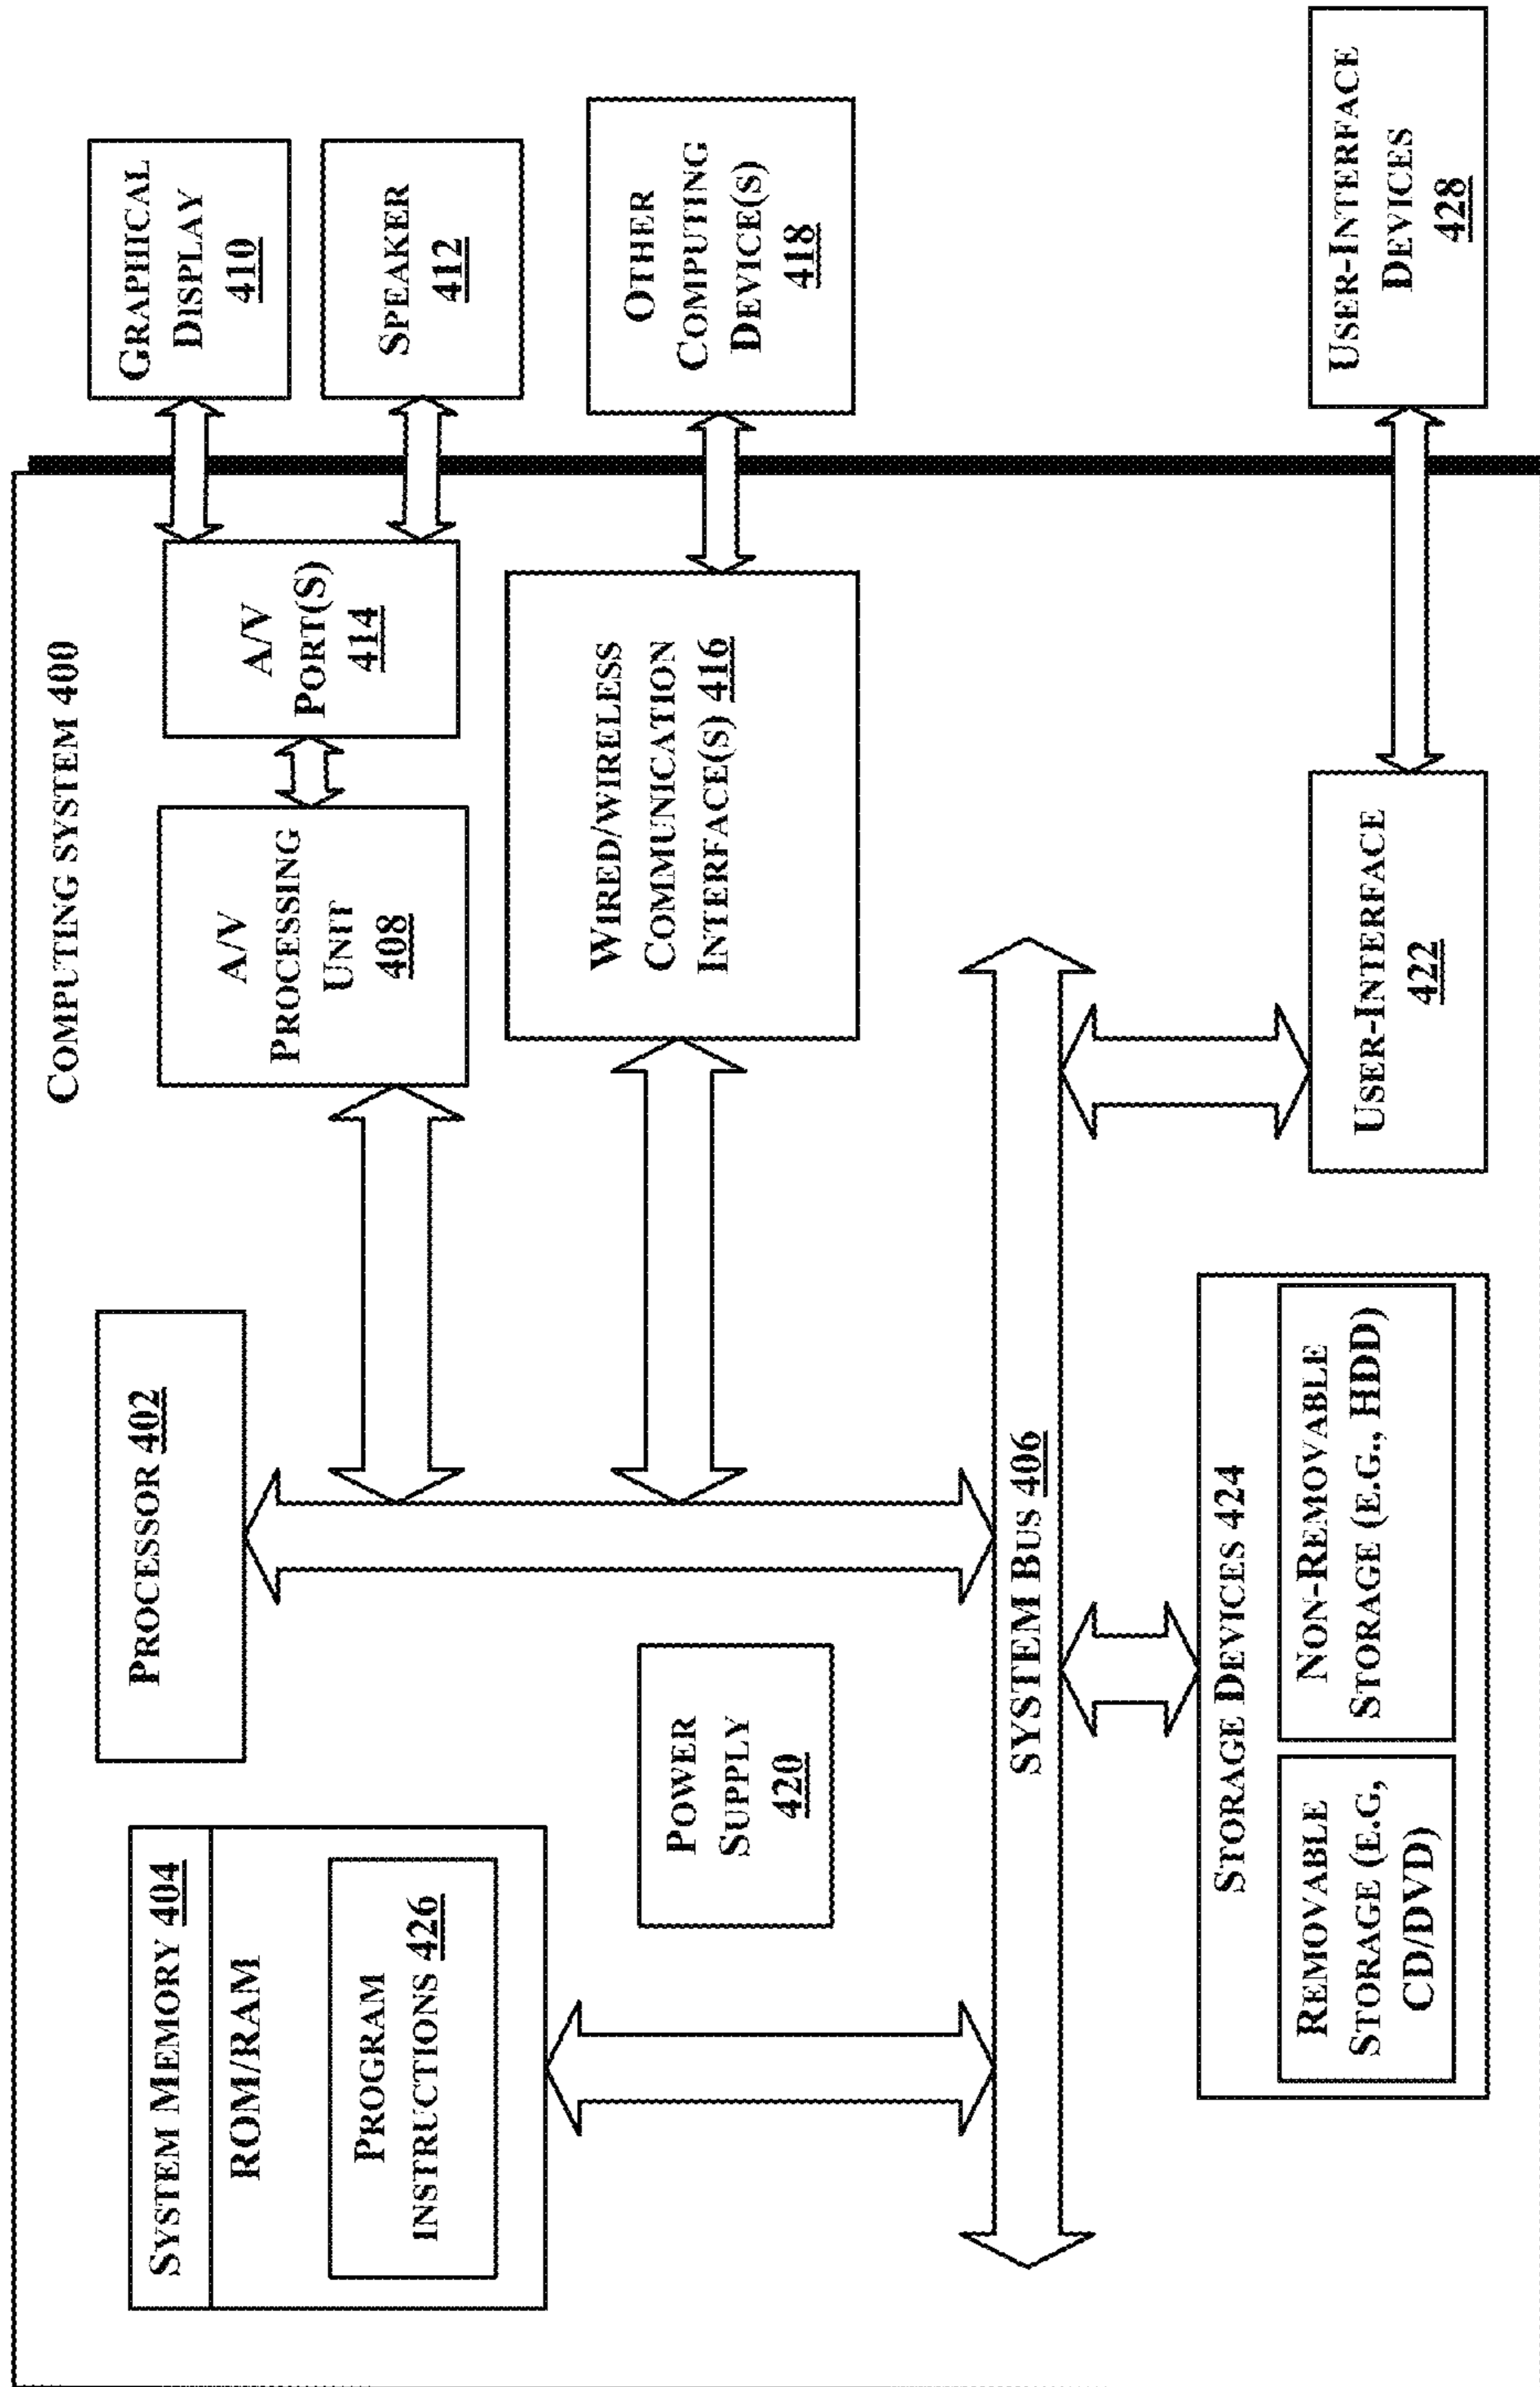 COMPUTING SYSTEM 400
SYSTEM MEMORY 404
ROM/RAM
PROGRAM
INSTRUCTIONS 426
PROCESSOR 402
POWER
SUPPLY
420
A/V
PROCESSING
UNIT
408
A/V
PORT(S)
414
GRAPHICAL
DISPLAY
410
SPEAKER
412
WIRED/WIRELESS
COMMUNICATION
INTERFACE(S) 416
OTHER
COMPUTING
DEVICE(S)
418
SYSTEM BUS 406
STORAGE DEVICES 424
REMOVABLE
STORAGE (E.G,
CD/DVD)
NON-REMOVABLE
STORAGE (E.G., HDD)
USER-INTERFACE
422
USER-INTERFACE
DEVICES
428